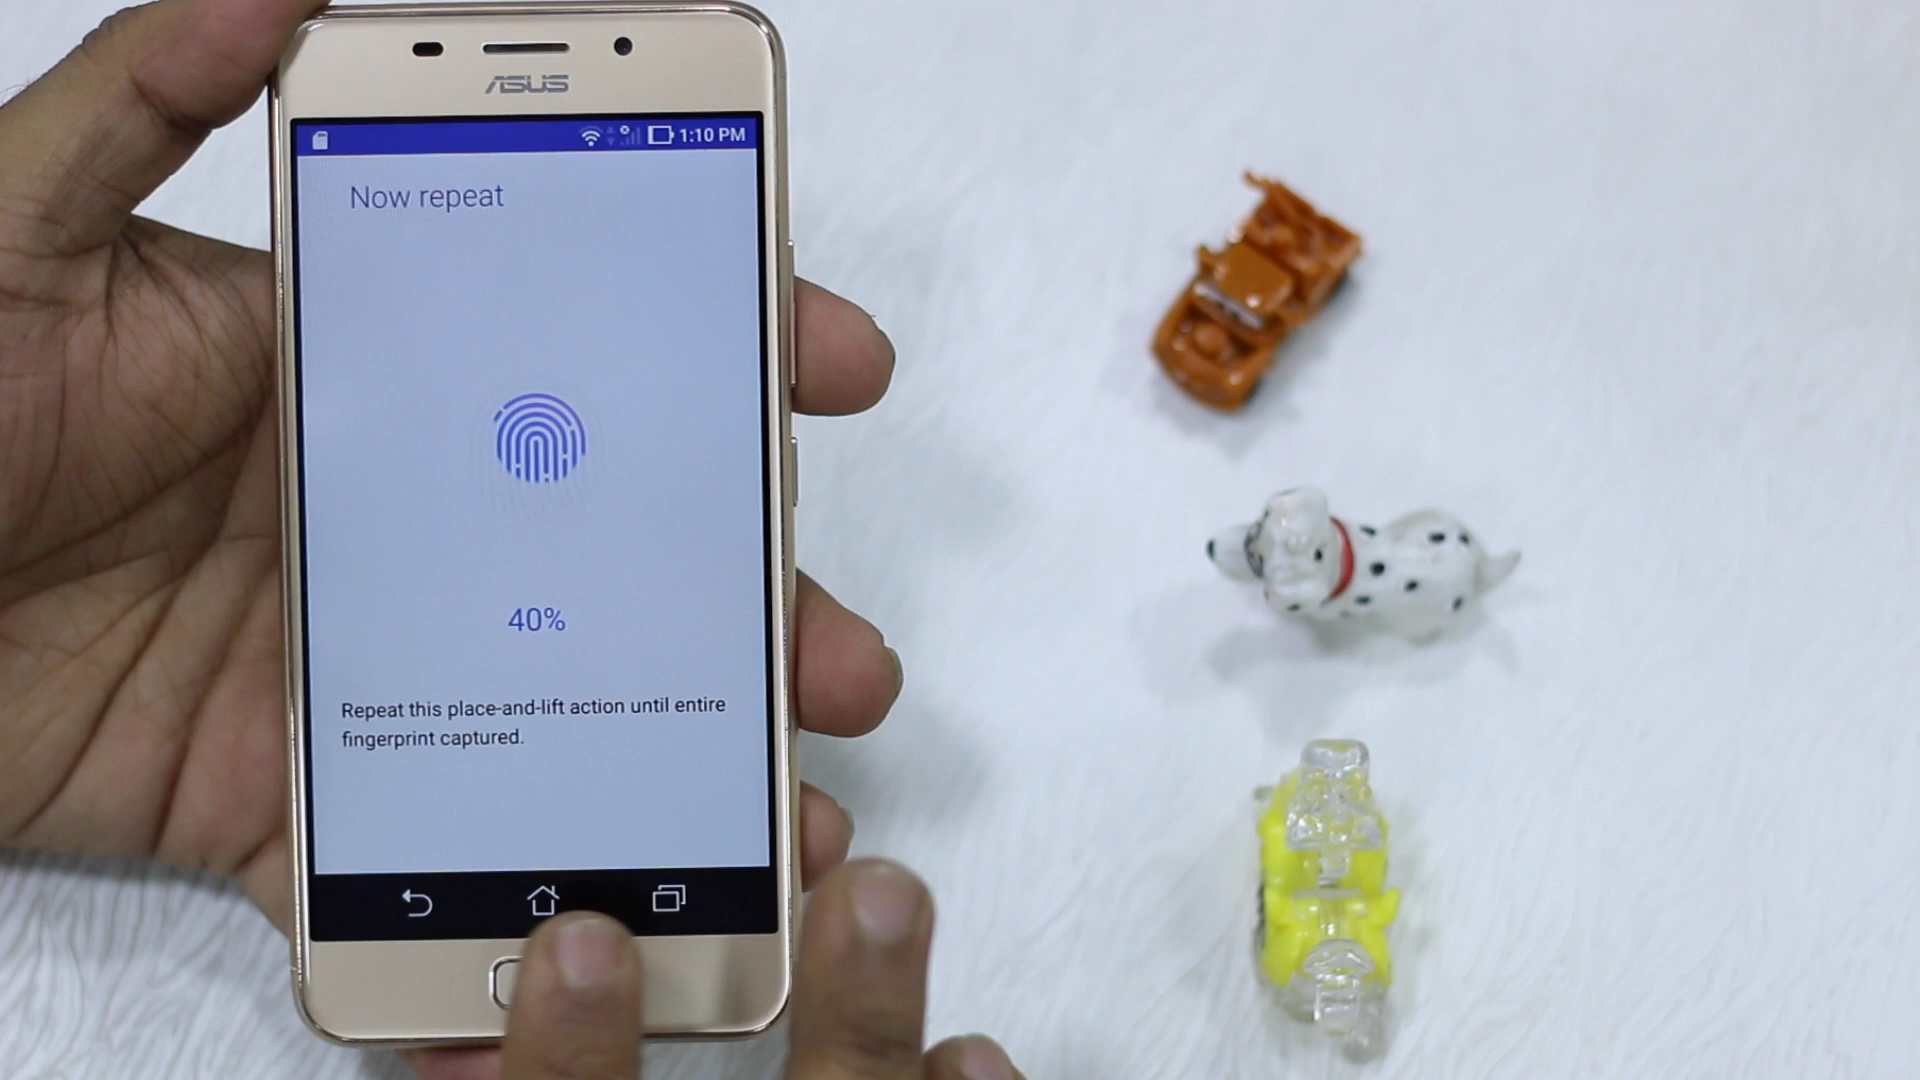 ASUS
1:10 PM
Now repeat
40%
Repeat this place-and-lift action until entire
fingerprint captured.